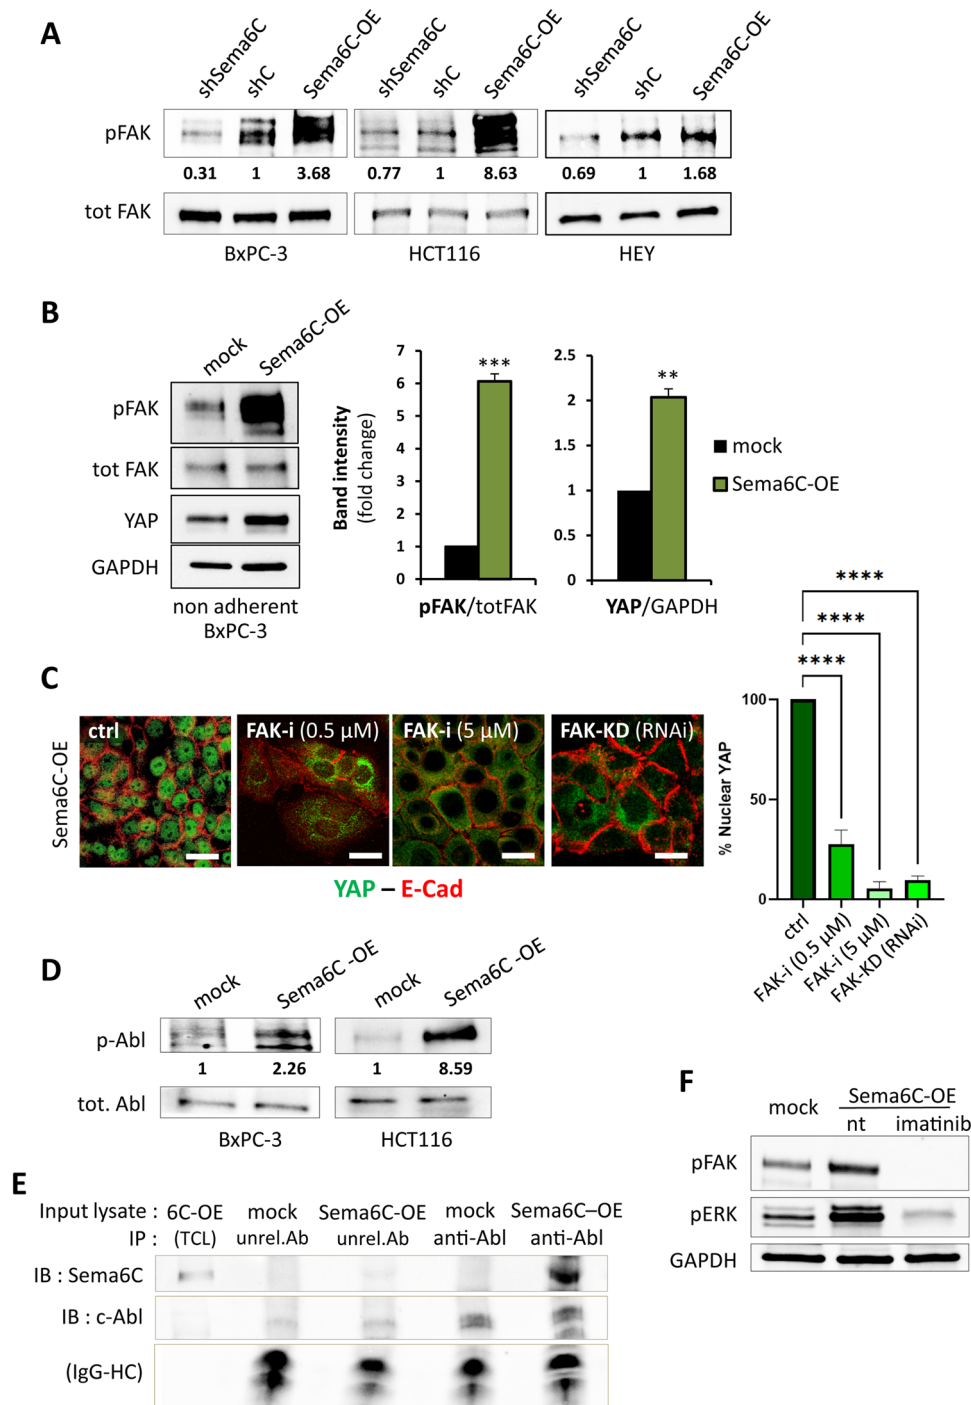 A
shSema6C shC Sema6C-OE shSema6C shC Sema6C-OE shSema6C shC Sema6C-OE
pFAK
0.31 1 3.68 0.77 1 8.63 0.69 1 1.68
tot FAK
BxPC-3 HCT116 HEY
B
mock Sema6C-OE
pFAK
tot FAK
YAP
GAPDH
non adherent
BxPC-3
Band intensity
(fold change)
7
6
5
4
3
2
1
0
***
pFAK/totFAK
2.5
2
1.5
1
0.5
0
**
YAP/GAPDH
mock
Sema6C-OE
C
Sema6C-OE
ctrl FAK-i (0.5 µM) FAK-i (5 µM) FAK-KD (RNAi)
YAP – E-Cad
****
****
****
% Nuclear YAP
100
50
0
ctrl
FAK-i (0.5 µM)
FAK-i (5 µM)
FAK-KD (RNAi)
D
mock Sema6C -OE mock Sema6C -OE
p-Abl
1 2.26 1 8.59
tot. Abl
BxPC-3 HCT116
E
Input lysate : 6C-OE mock Sema6C-OE mock Sema6C–OE
IP : (TCL) unrel.Ab unrel.Ab anti-Abl anti-Abl
IB : Sema6C
IB : c-Abl
(IgG-HC)
F
Sema6C-OE
mock nt imatinib
pFAK
pERK
GAPDH